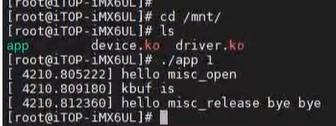 [root@iTOP-iMX6UL]#
[root@iTOP-iMX6UL]# cd /mnt/
[root@iTOP-iMX6UL]# ls
app device.ko driver.ko
[root@iTOP-iMX6UL]# ./app 1
[ 4210.805222] hello misc_open
[ 4210.809180] kbuf is
[ 4210.812360] hello misc_release bye bye
[root@iTOP-iMX6UL]#